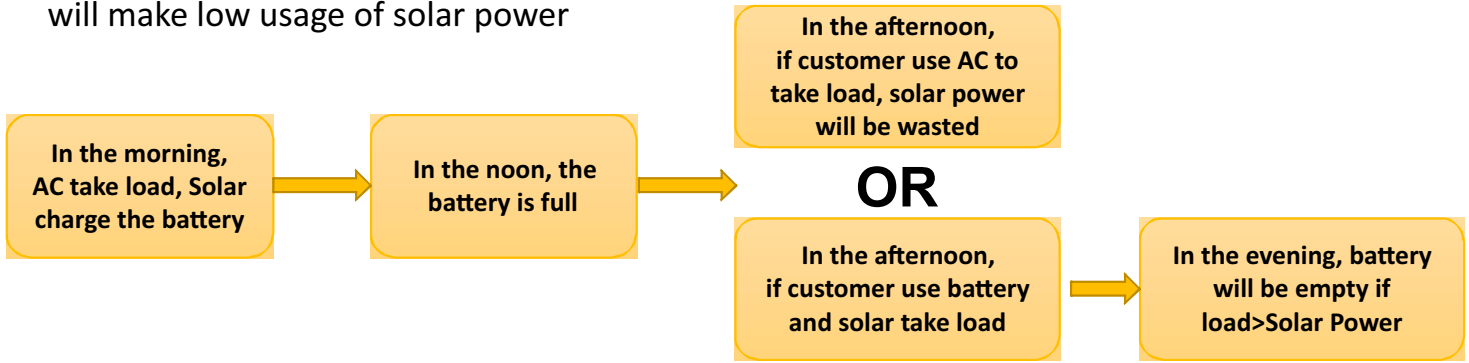 will make low usage of solar power
In the morning,
AC take load, Solar
charge the battery
In the noon, the
battery is full
In the afternoon,
if customer use AC to
take load, solar power
will be wasted
OR
In the afternoon,
if customer use battery
and solar take load
In the evening, battery
will be empty if
load>Solar Power